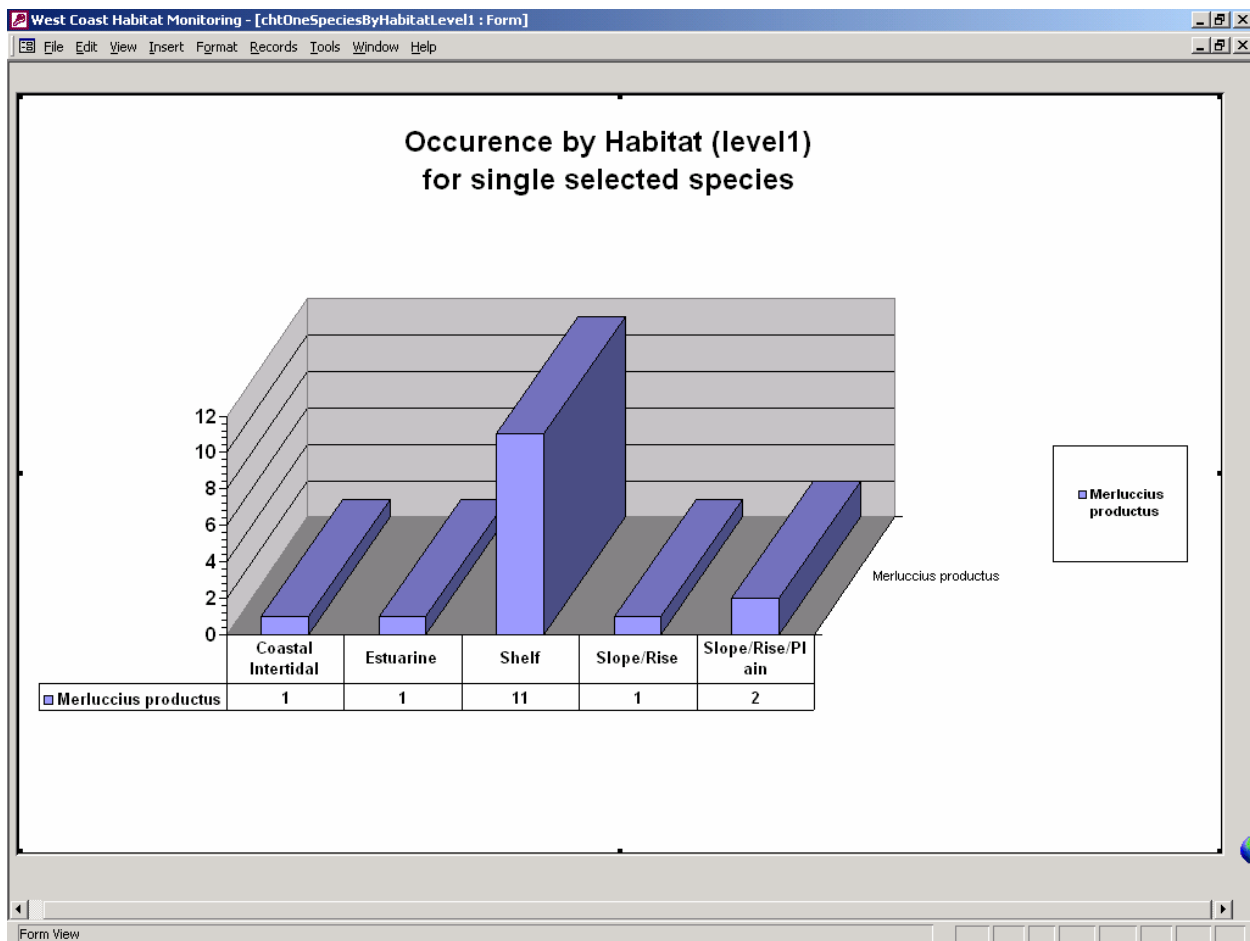 West Coast Habitat Monitoring - [chtOneSpeciesByHabitatLevel1 : Form]
File Edit View Insert Format Records Tools Window Help
Occurence by Habitat (level1)
for single selected species
12
10
8
6
4
2
0
Merluccius
productus
Merluccius productus
Coastal
Intertidal
Estuarine
Shelf
Slope/Rise
Slope/Rise/Pl
ain
Merluccius productus 1 1 11 1 2
Form View